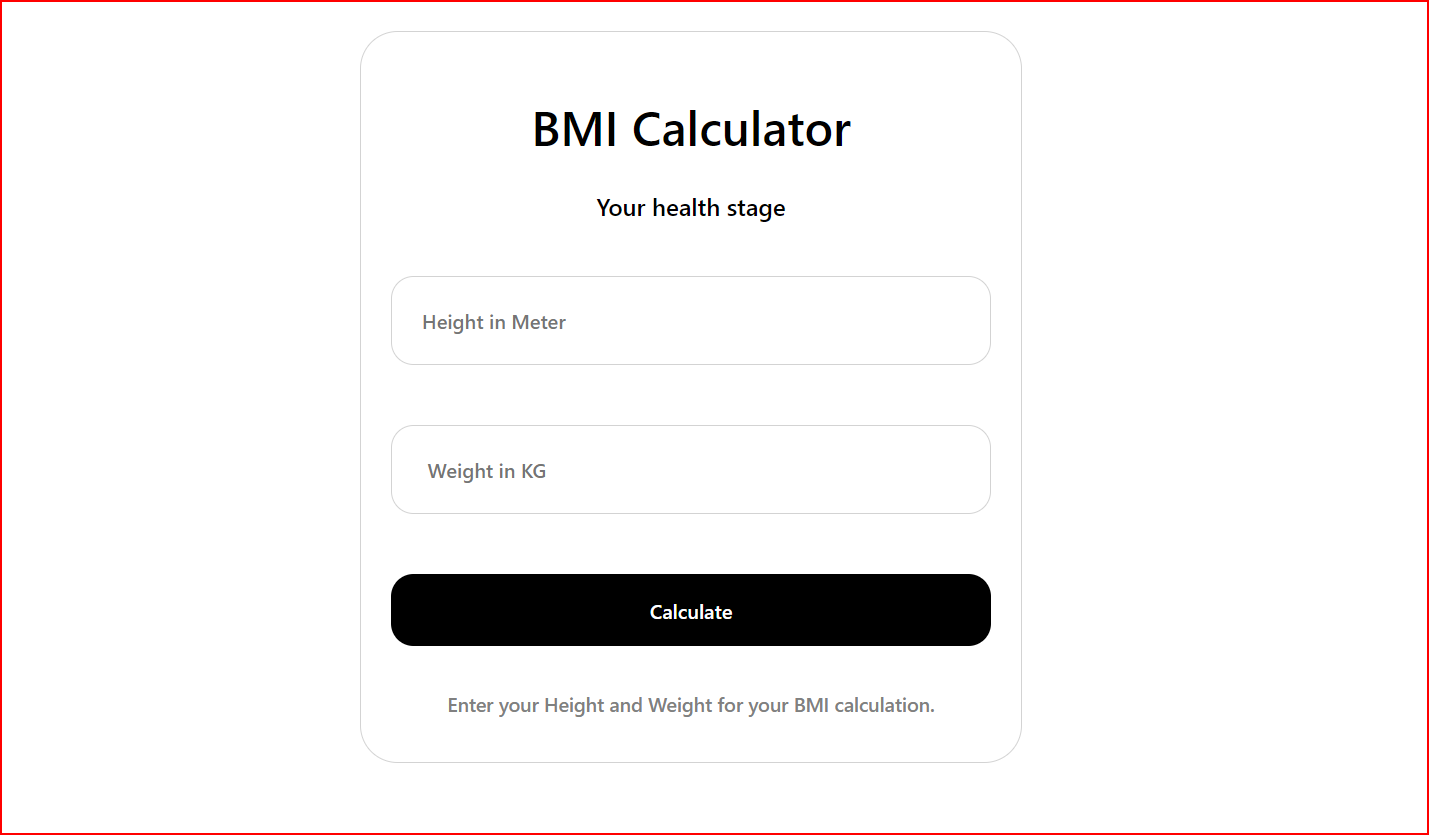 BMI Calculator
Your health stage
Height in Meter
Weight in KG
Calculate
Enter your Height and Weight for your BMI calculation.